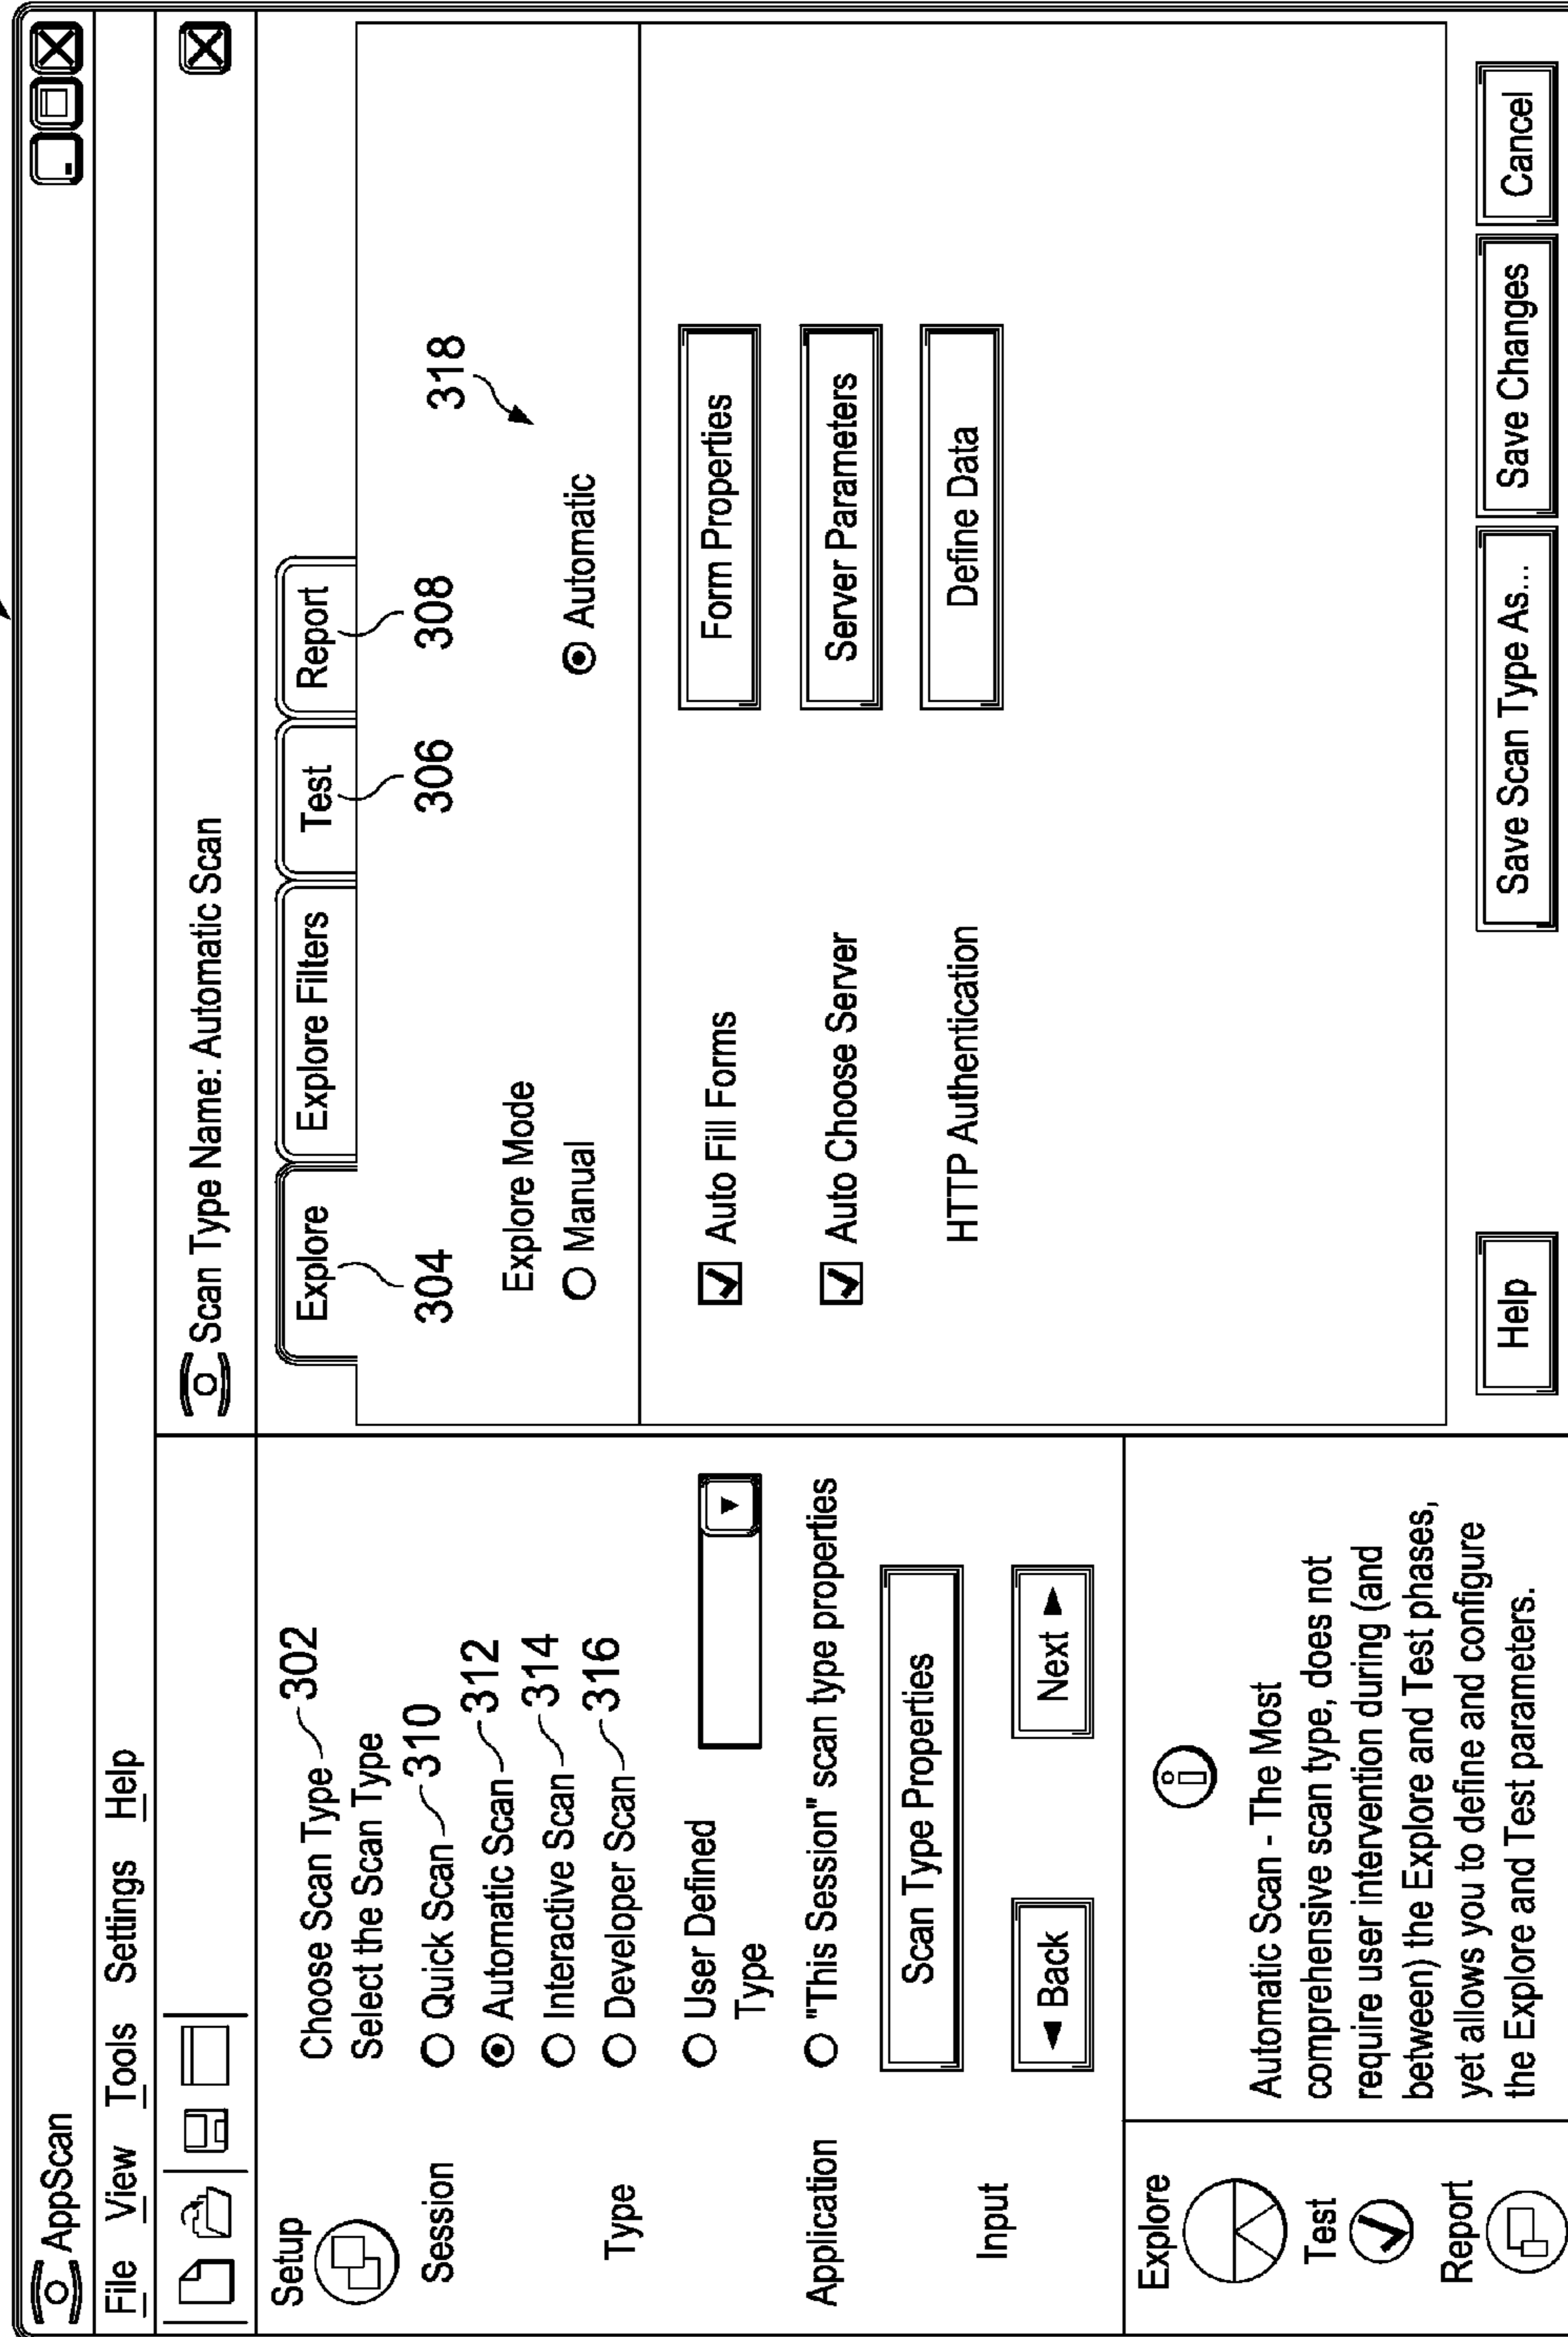 AppScan
File View Tools Settings Help
Setup
Session
Type
Application
Input
Choose Scan Type 302
Select the Scan Type
Quick Scan 310
Automatic Scan 312
Interactive Scan 314
Developer Scan 316
User Defined
Type
"This Session" scan type properties
Scan Type Properties
◄ Back
Next ►
Explore
Test
Report
Automatic Scan - The Most
comprehensive scan type, does not
require user intervention during (and
between) the Explore and Test phases,
yet allows you to define and configure
the Explore and Test parameters.
Scan Type Name: Automatic Scan
Explore
Explore Filters
Test
Report
304
306
308
318
Explore Mode
Manual
Automatic
Auto Fill Forms
Form Properties
Auto Choose Server
Server Parameters
HTTP Authentication
Define Data
Help
Save Scan Type As...
Save Changes
Cancel